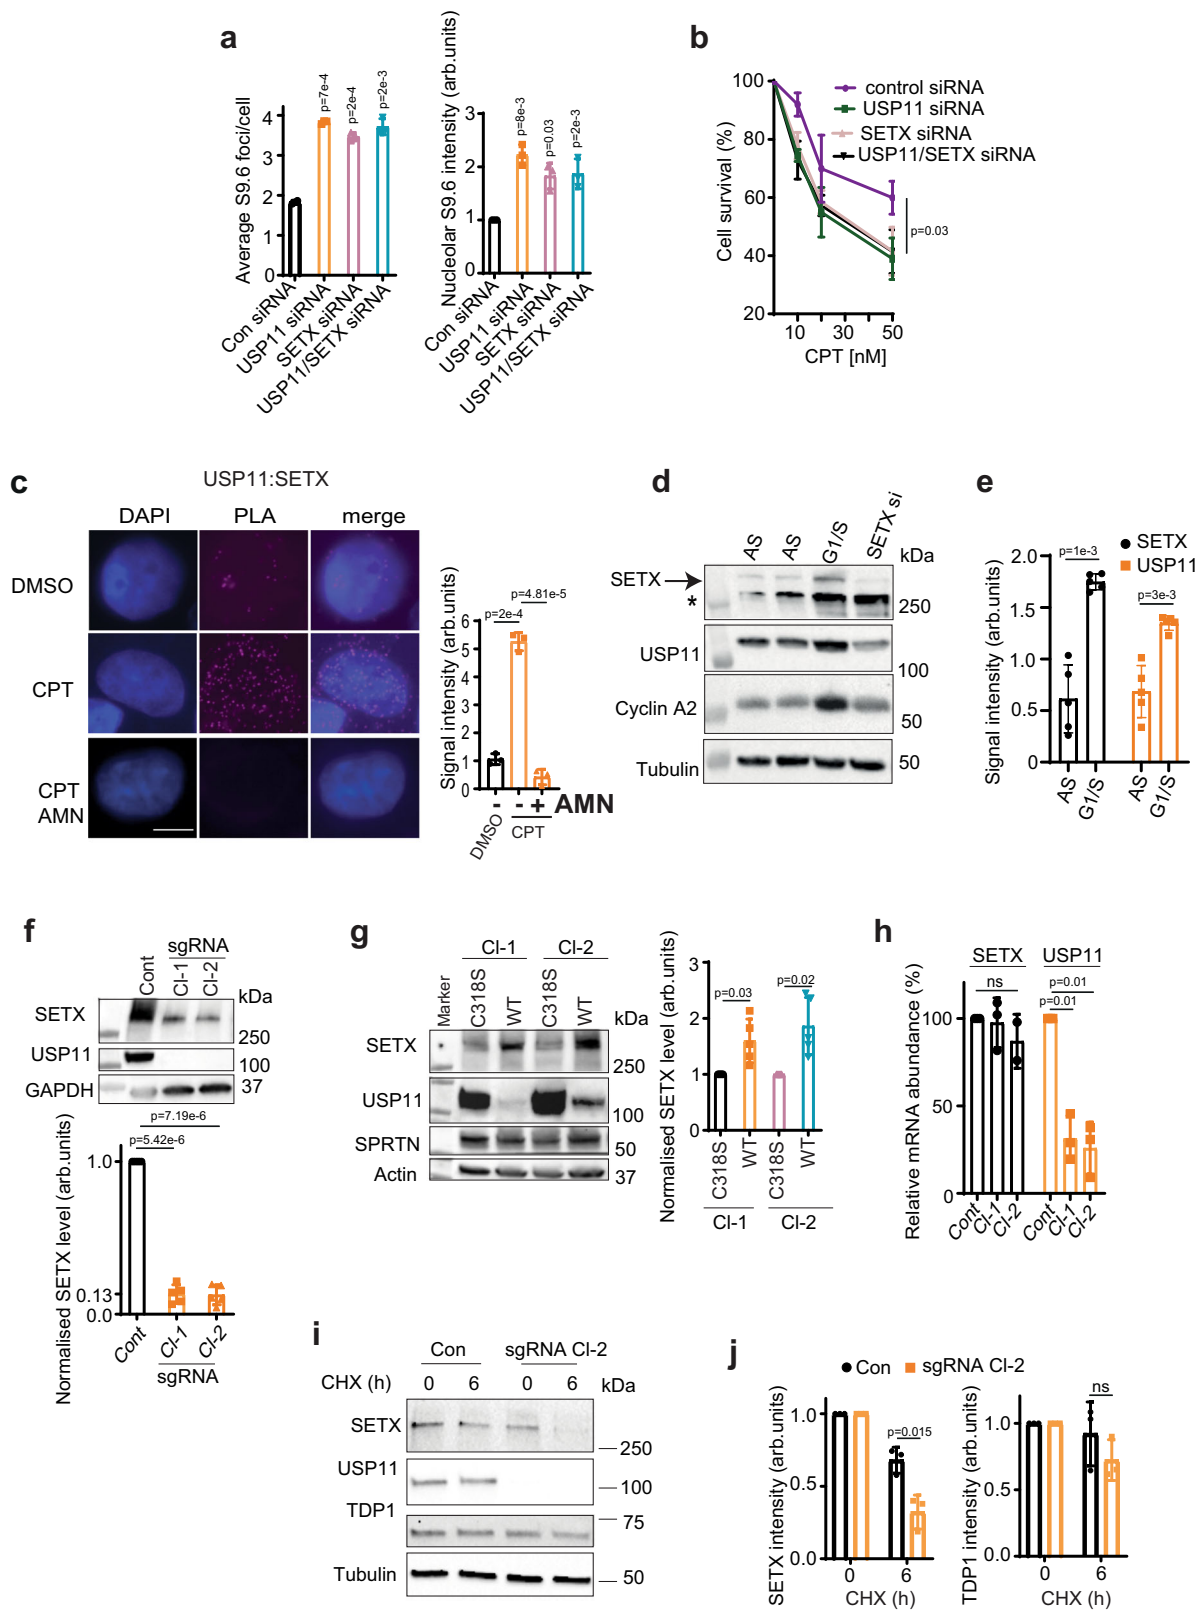 a
Average S9.6 foci/cell
4
3
2
1
0
p=7e-4
p=2e-4
p=2e-3
Con siRNA
USP11 siRNA
SETX siRNA
USP11/SETX siRNA
Nucleolar S9.6 intensity (arb.units)
3
2
1
0
p=8e-3
p=0.03
p=2e-3
Con siRNA
USP11 siRNA
SETX siRNA
USP11/SETX siRNA
b
Cell survival (%)
100
80
60
40
20
control siRNA
USP11 siRNA
SETX siRNA
USP11/SETX siRNA
p=0.03
10 30 50
CPT [nM]
c
USP11:SETX
DAPI PLA merge
DMSO
CPT
CPT
AMN
Signal intensity (arb.units)
6
5
4
3
2
1
0
p=4.81e-5
p=2e-4
- - + AMN
DMSO
CPT
d
AS AS G1/S SETX si
kDa
SETX
*
250
USP11
100
Cyclin A2
50
Tubulin
50
e
SETX
USP11
Signal intensity (arb.units)
2.0
1.5
1.0
0.5
0.0
p=1e-3
p=3e-3
AS G1/S AS G1/S
f
sgRNA
Cont Cl-1 Cl-2
kDa
SETX
250
USP11
100
GAPDH
37
Normalised SETX level (arb.units)
p=7.19e-6
p=5.42e-6
1.0
0.13
0.0
Cont Cl-1 Cl-2
sgRNA
g
Cl-1 Cl-2
Marker C318S WT C318S WT
kDa
SETX
250
USP11
100
SPRTN
50
Actin
37
Normalised SETX level (arb.units)
3
2
1
0
p=0.03
p=0.02
C318S WT C318S WT
Cl-1 Cl-2
h
SETX USP11
Relative mRNA abundance (%)
ns
p=0.01
p=0.01
100
50
0
Cont Cl-1 Cl-2 Cont Cl-1 Cl-2
i
Con sgRNA Cl-2
CHX (h) 0 6 0 6 kDa
SETX
250
USP11
100
TDP1
75
Tubulin
50
j
Con sgRNA Cl-2
SETX intensity (arb.units)
1.0
0.5
0.0
p=0.015
0 6
CHX (h)
TDP1 intensity (arb.units)
1.0
0.5
0.0
ns
0 6
CHX (h)